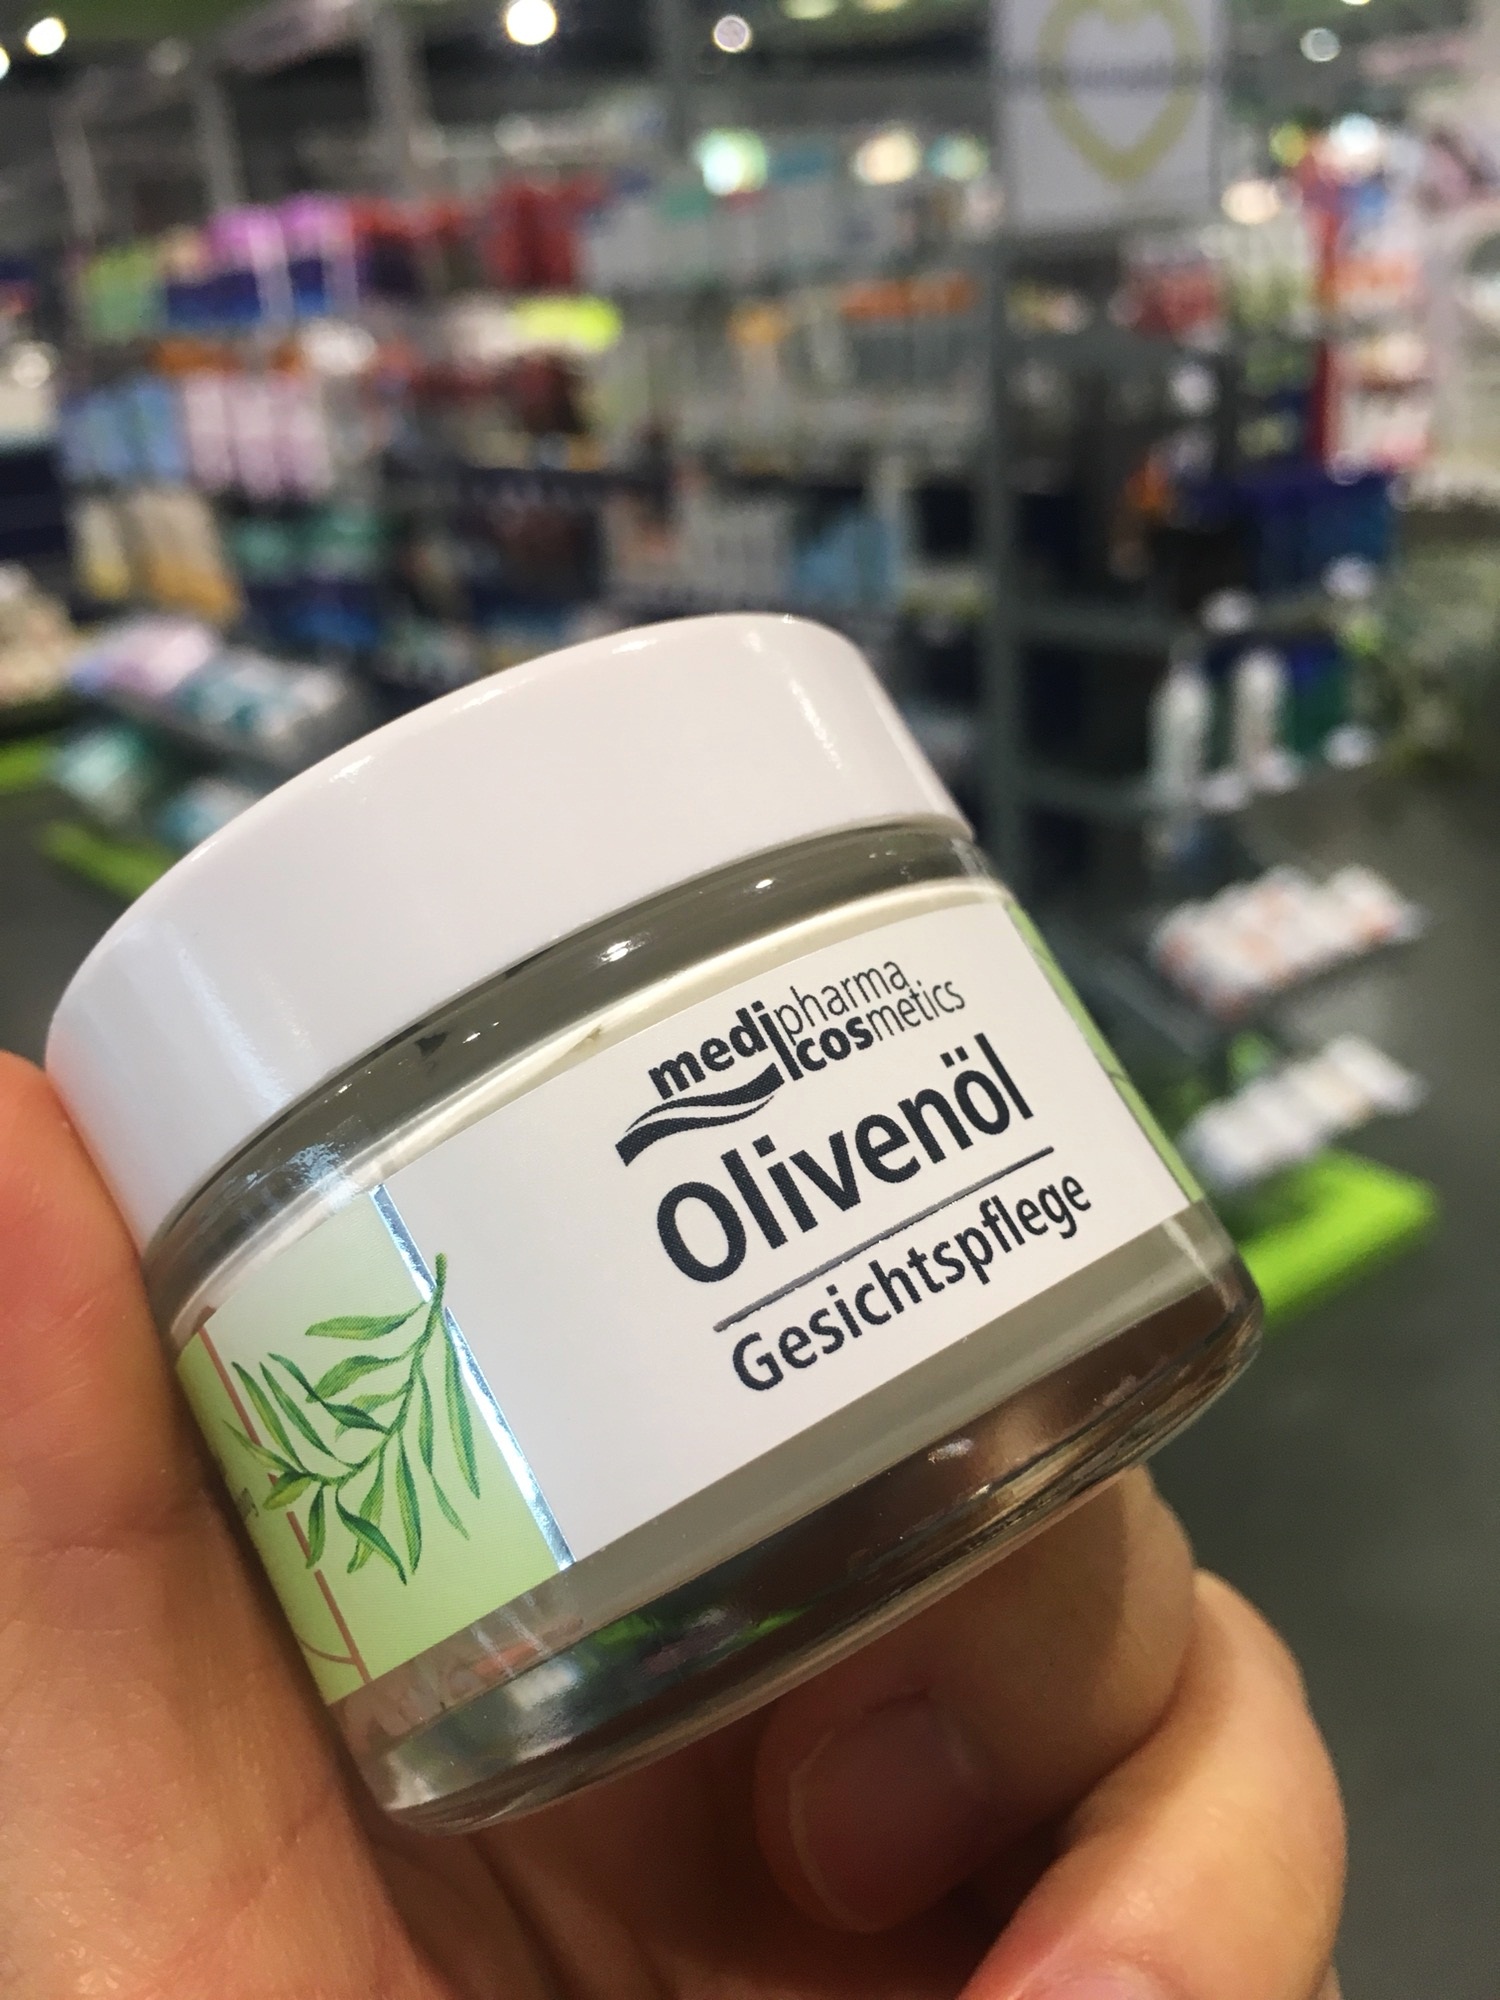 medipharma
cosmetics
Olivenöl
Gesichtspflege